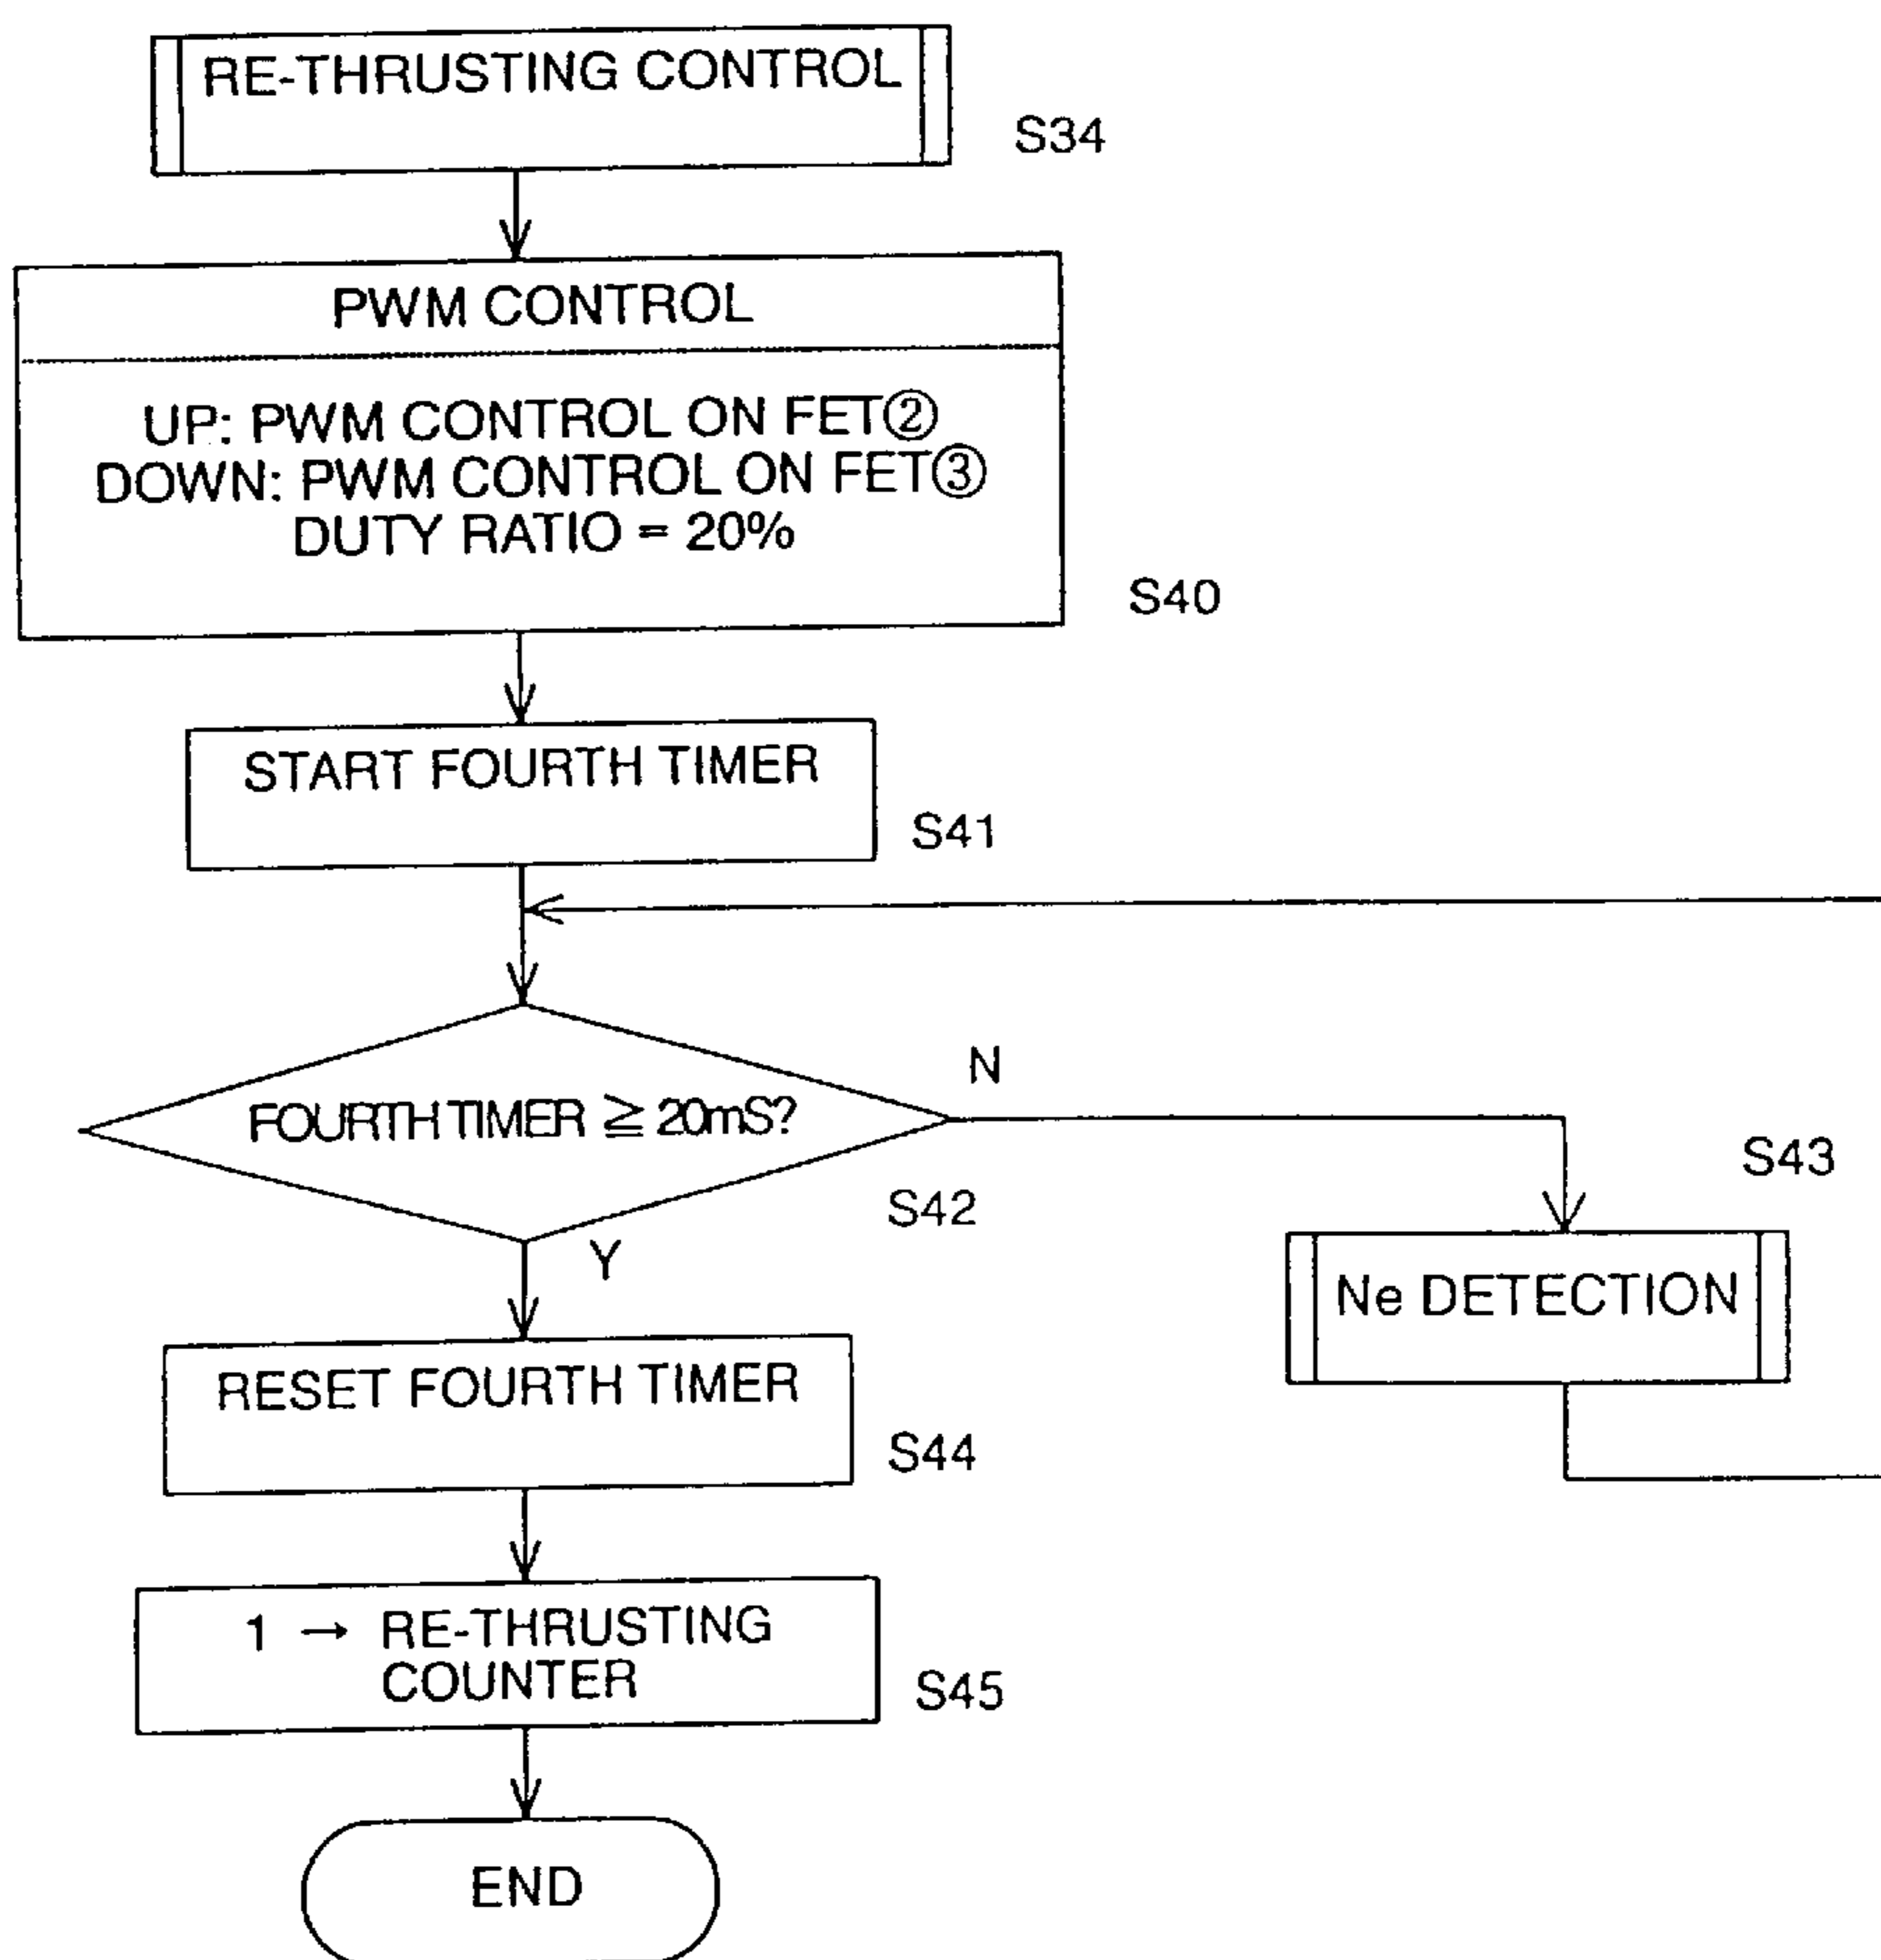 RE-THRUSTING CONTROL
S34
PWM CONTROL
UP: PWM CONTROL ON FET②
DOWN: PWM CONTROL ON FET③
DUTY RATIO = 20%
S40
START FOURTH TIMER
S41
FOURTH TIMER ≧ 20mS?
N
S42
Y
S43
Ne DETECTION
RESET FOURTH TIMER
S44
1 → RE-THRUSTING
COUNTER
S45
END